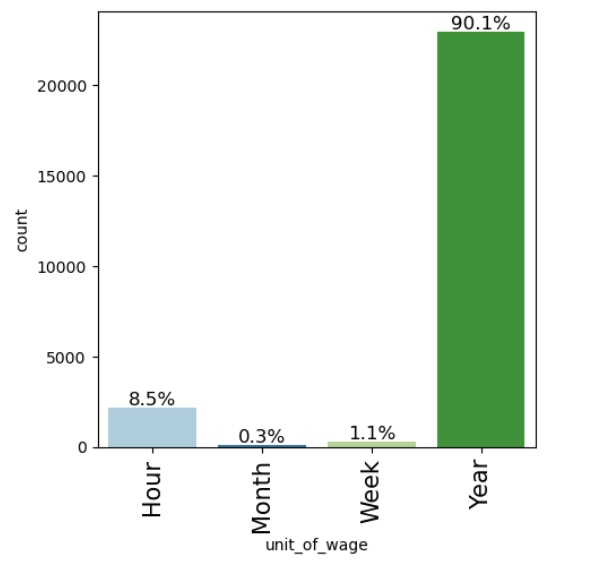 90.1%
20000
15000
count
10000
5000
8.5%
0.3%
1.1%
0
Hour
Month
Week
Year
unit_of_wage